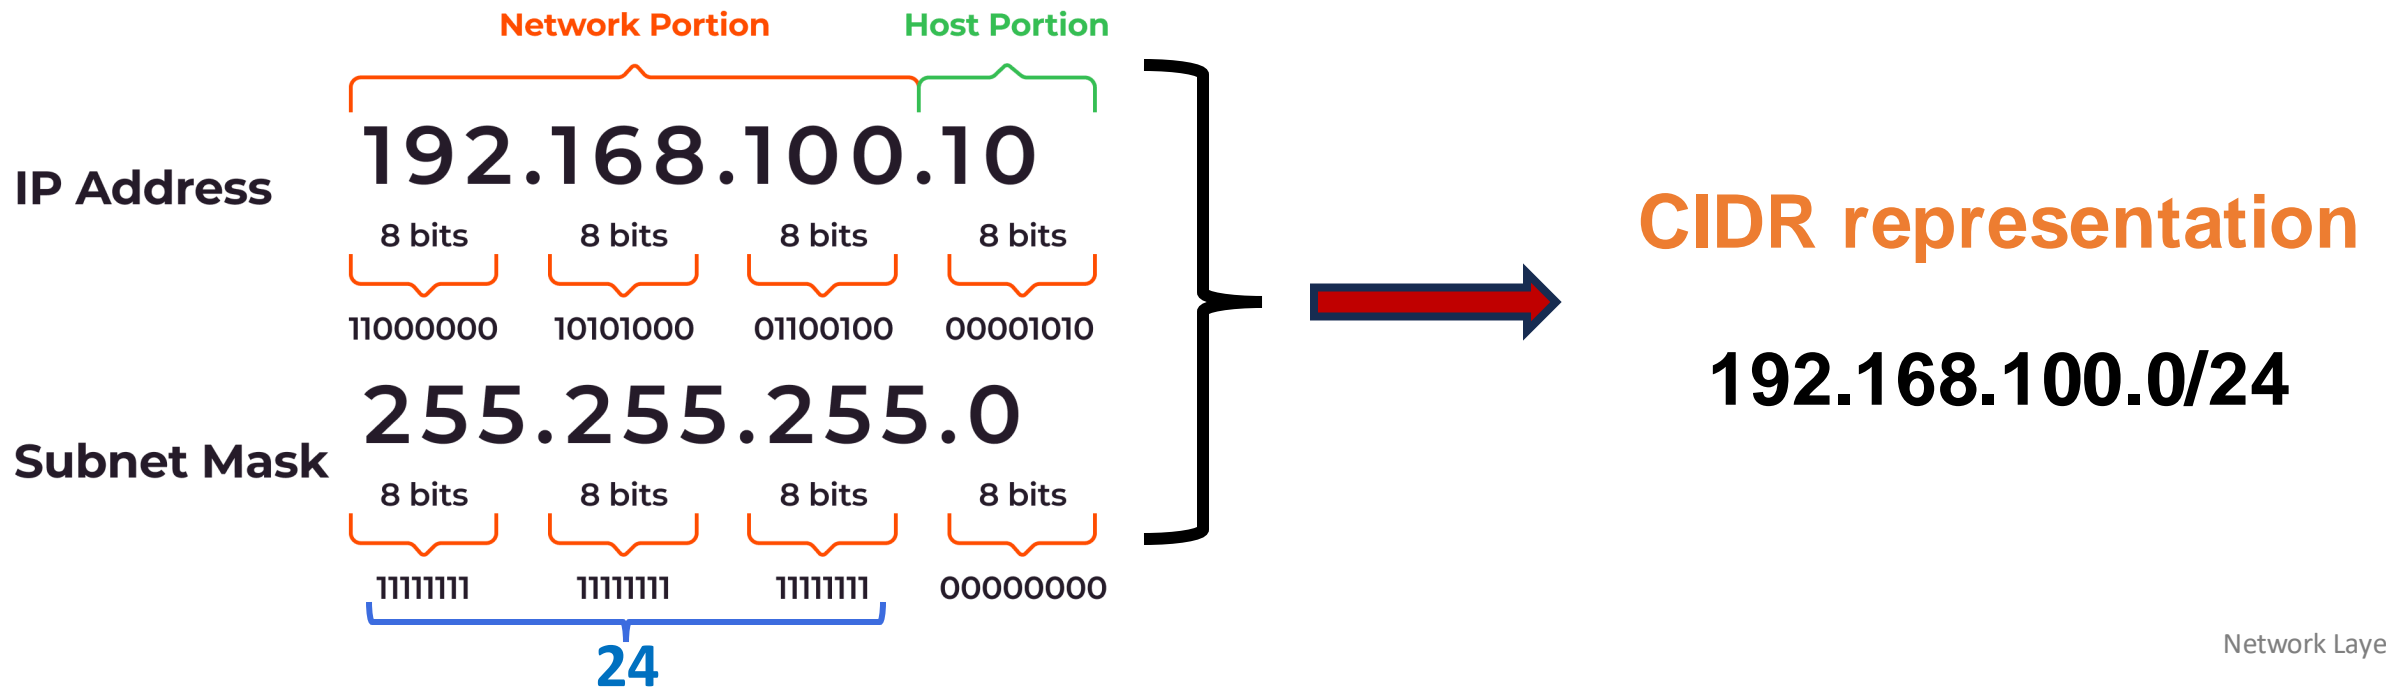 Network Portion Host Portion
IP Address 192.168.100.10
8 bits 8 bits 8 bits 8 bits
11000000 10101000 01100100 00001010
Subnet Mask 255.255.255.0
8 bits 8 bits 8 bits 8 bits
11111111 11111111 11111111 00000000
24
CIDR representation
192.168.100.0/24
Network Laye